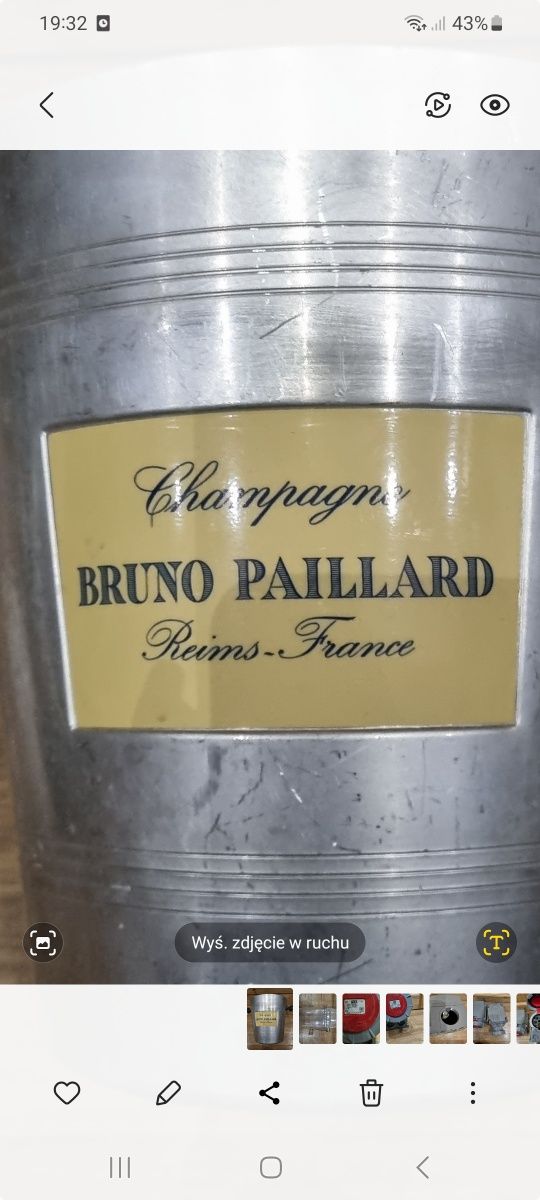 19:32
43%
Champagne
BRUNO PAILLARD
Reims-France
Wyś. zdjęcie w ruchu
T